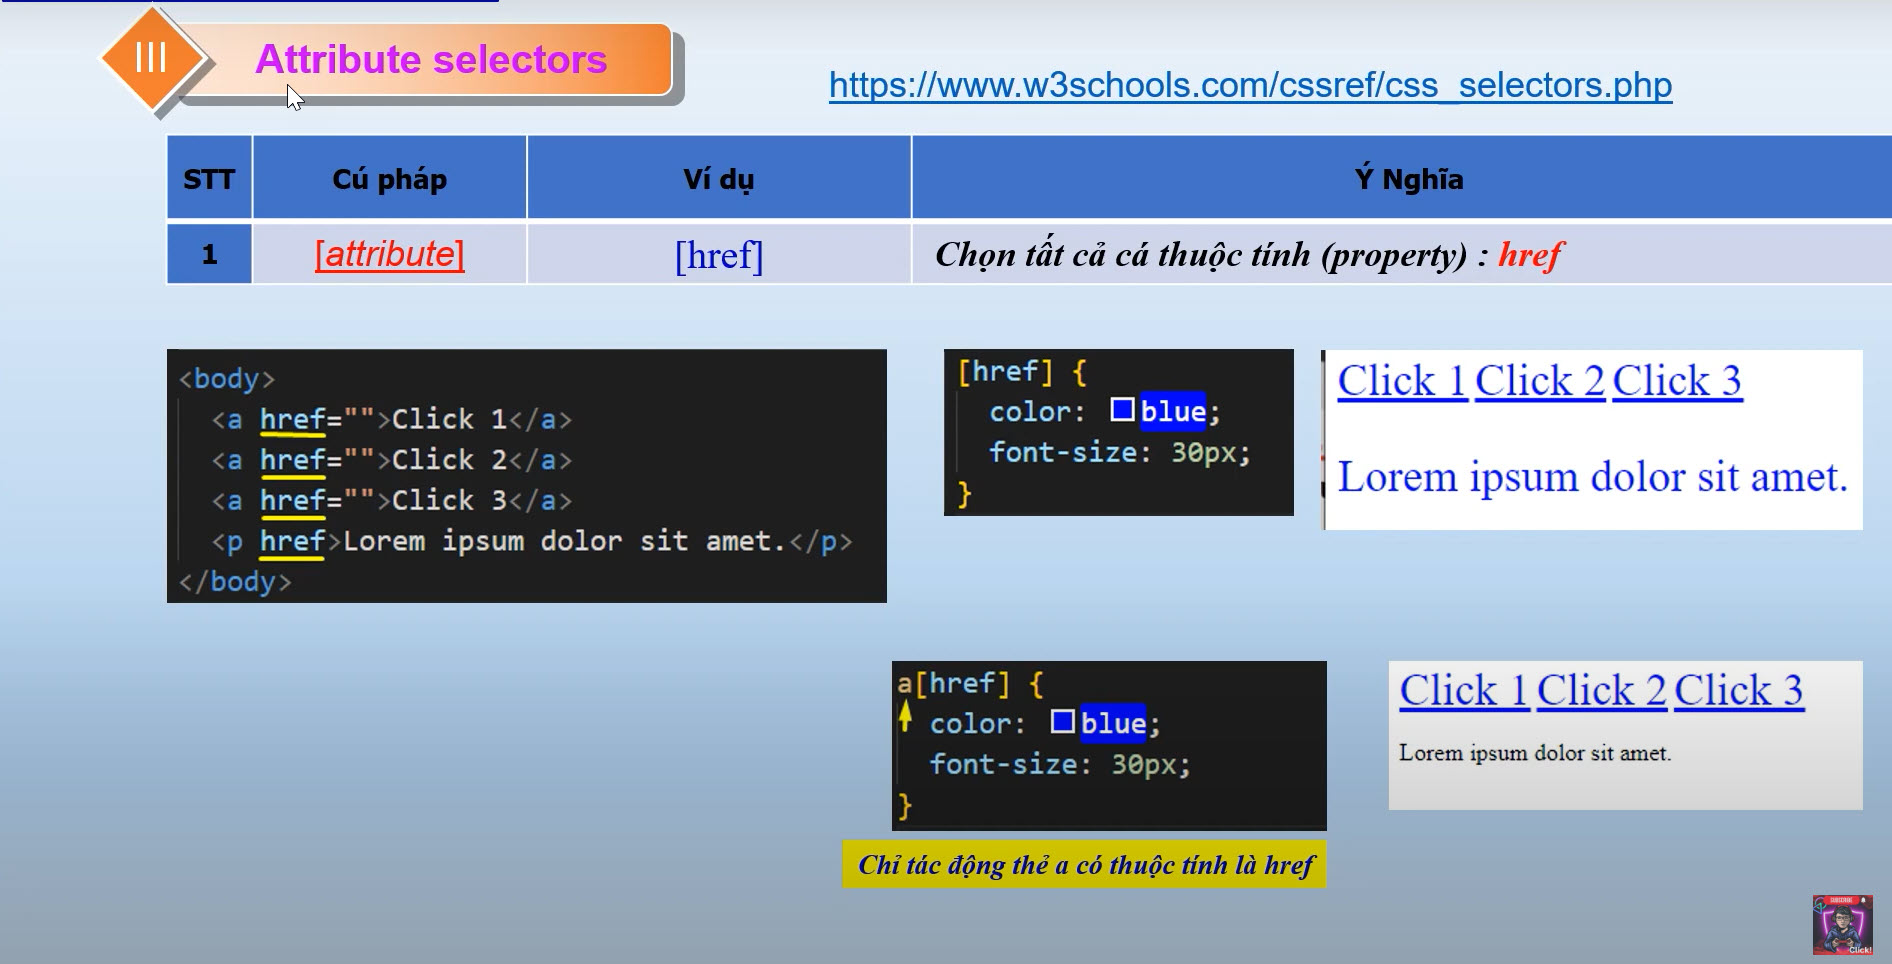 III
Attribute selectors
https://www.w3schools.com/cssref/css_selectors.php
STT Cú pháp Ví dụ Ý Nghĩa
1 [attribute] [href] Chọn tất cả cá thuộc tính (property) : href
<body>
<a href="">Click 1</a>
<a href="">Click 2</a>
<a href="">Click 3</a>
<p href>Lorem ipsum dolor sit amet.</p>
</body>
[href] {
color: blue;
font-size: 30px;
}
Click 1 Click 2 Click 3
Lorem ipsum dolor sit amet.
a[href] {
color: blue;
font-size: 30px;
}
Click 1 Click 2 Click 3
Lorem ipsum dolor sit amet.
Chỉ tác động thẻ a có thuộc tính là href
SUBSCRIBE
Click!